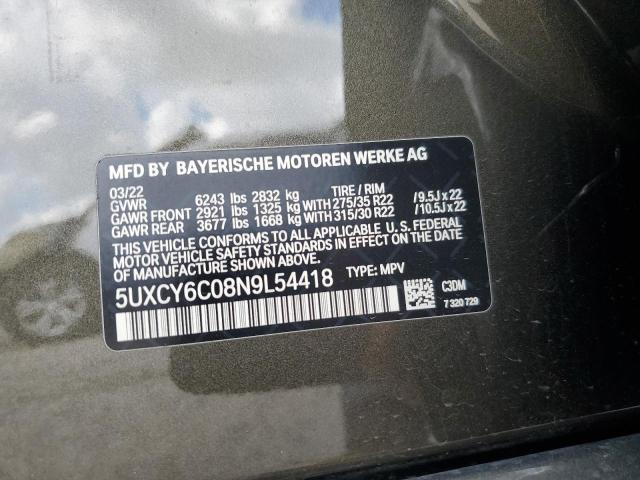 MFD BY BAYERISCHE MOTOREN WERKE AG
03/22
GVWR 6243 lbs 2832 kg TIRE / RIM
GAWR FRONT 2921 lbs 1325 kg WITH 275/35 R22 / 9.5J x 22
GAWR REAR 3677 lbs 1668 kg WITH 315/30 R22 / 10.5J x 22
THIS VEHICLE CONFORMS TO ALL APPLICABLE U. S. FEDERAL
MOTOR VEHICLE SAFETY STANDARDS IN EFFECT ON THE DATE OF
MANUFACTURE SHOWN ABOVE.
5UXCY6C08N9L54418 TYPE: MPV
C3DM
7 320 729